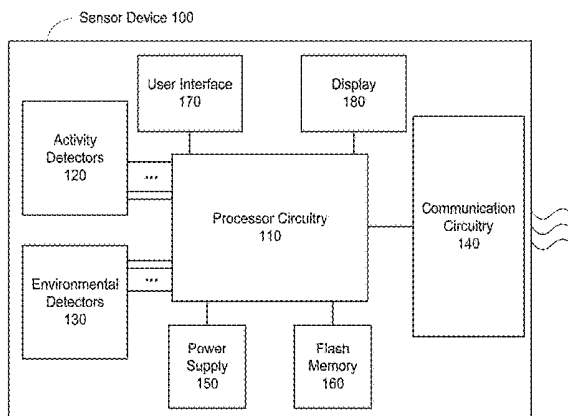 Sensor Device 100
User Interface
170
Display
180
Activity
Detectors
120
...
Processor Circuitry
110
Communication
Circuitry
140
Environmental
Detectors
130
...
Power
Supply
150
Flash
Memory
160